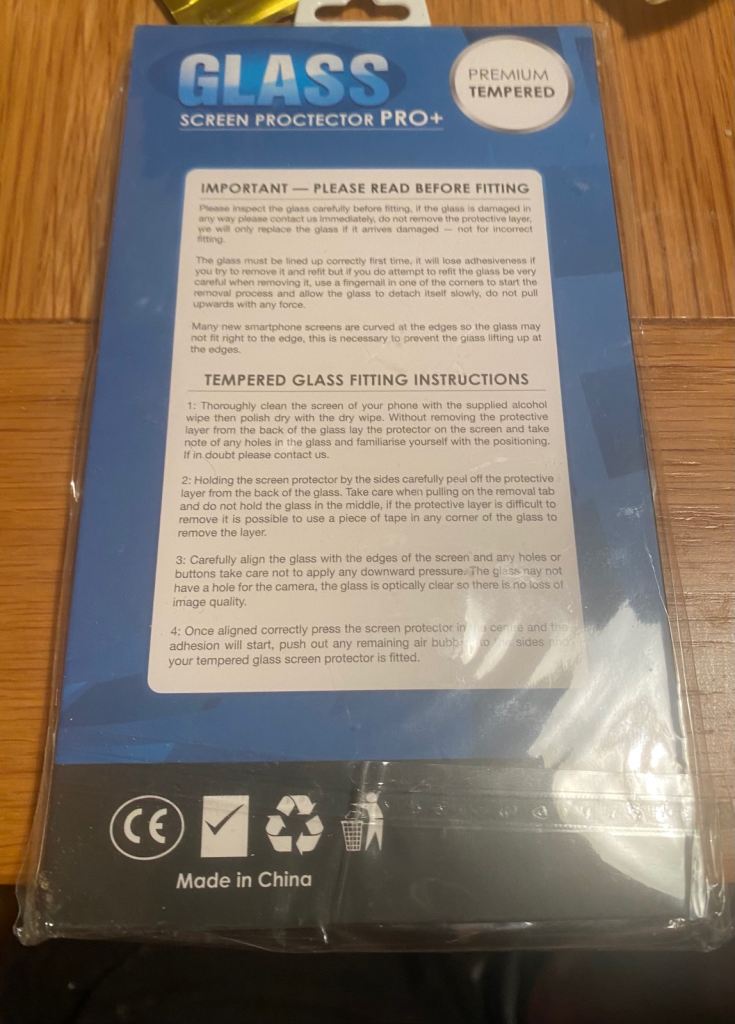 GLASS
PREMIUM
TEMPERED
SCREEN PROCTECTOR PRO+
IMPORTANT — PLEASE READ BEFORE FITTING
Please inspect the glass carefully before fitting, if the glass is damaged in
any way please contact us immediately, do not remove the protective layer,
we will only replace the glass if it arrives damaged — not for incorrect
fitting.
The glass must be lined up correctly first time, it will lose adhesiveness if
you try to remove it and refit but if you do attempt to refit the glass be very
careful when removing it, use a fingernail in one of the corners to start the
removal process and allow the glass to detach itself slowly, do not pull
upwards with any force.
Many new smartphone screens are curved at the edges so the glass may
not fit right to the edge, this is necessary to prevent the glass lifting up at
the edges.
TEMPERED GLASS FITTING INSTRUCTIONS
1: Thoroughly clean the screen of your phone with the supplied alcohol
wipe then polish dry with the dry wipe. Without removing the protective
layer from the back of the glass lay the protector on the screen and take
note of any holes in the glass and familiarise yourself with the positioning.
If in doubt please contact us.
2: Holding the screen protector by the sides carefully peel off the protective
layer from the back of the glass. Take care when pulling on the removal tab
and do not hold the glass in the middle, if the protective layer is difficult to
remove it is possible to use a piece of tape in any corner of the glass to
remove the layer.
3: Carefully align the glass with the edges of the screen and any holes or
buttons take care not to apply any downward pressure. The glass may not
have a hole for the camera, the glass is optically clear so there is no loss of
image quality.
4: Once aligned correctly press the screen protector in centre and the
adhesion will start, push out any remaining air to sides and
your tempered glass screen protector is fitted.
CE
Made in China